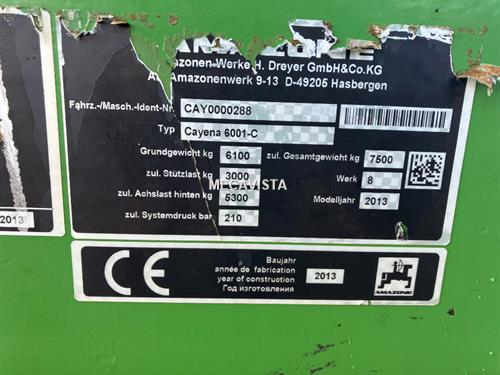 AMAZONE
Amazonen-Werke H. Dreyer GmbH&Co.KG
Amazonenwerk 9-13 D-49205 Hasbergen
Fahrz.-/Masch.-Ident-Nr. CAY0000288
Typ Cayena 6001-C
Grundgewicht kg 6100 zul. Gesamtgewicht kg 7500
zul. Stützlast kg 3000 Werk 8
MECAVISTA
zul. Achslast hinten kg 5300 Modelljahr 2013
zul. Systemdruck bar 210
2013
CE
Baujahr
année de fabrication
year of construction
Год изготовления
2013
AMAZONE